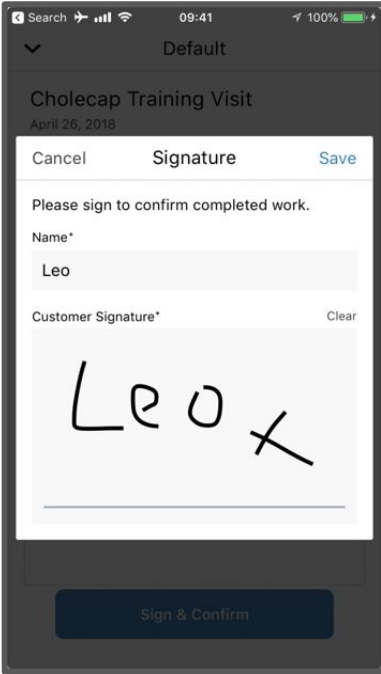 Search 09:41 100%
Default
Cholecap Training Visit
April 26, 2018
Cancel Signature Save
Please sign to confirm completed work.
Name*
Leo
Customer Signature* Clear
Leo x
Sign & Confirm